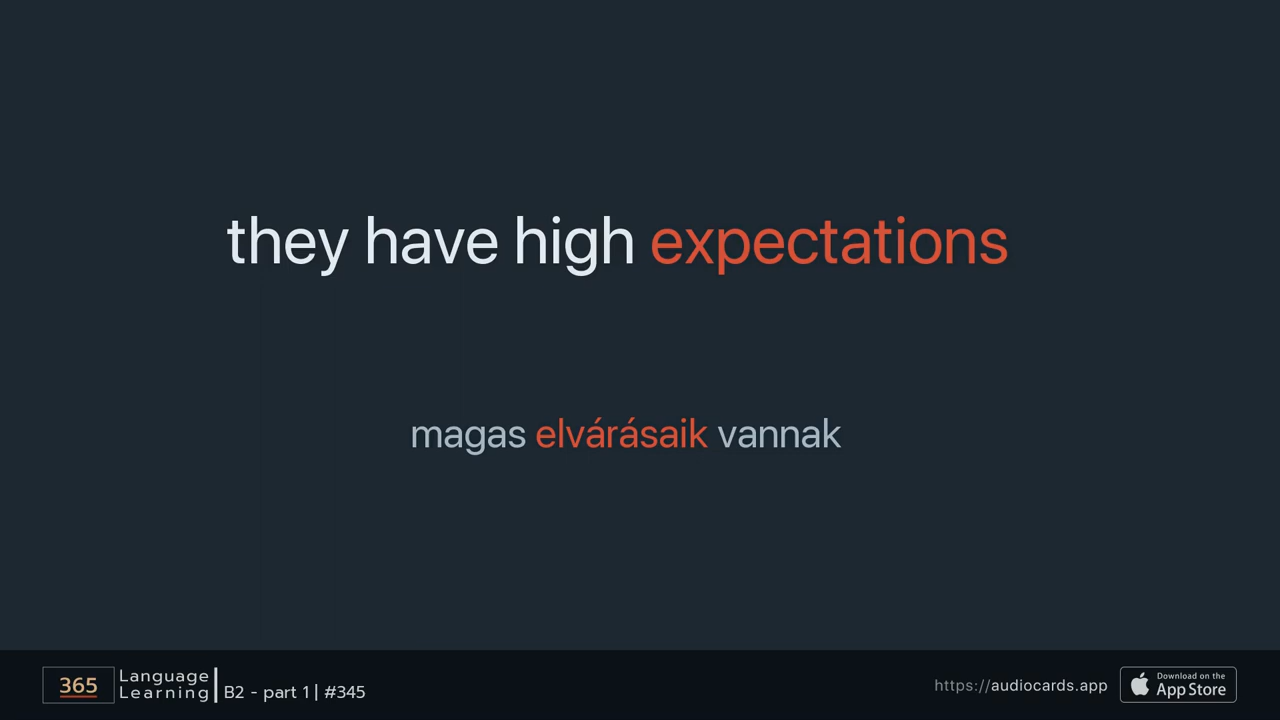 they have high expectations
magas elvárásaik vannak
365 Language
Learning | B2 - part 1 | #345
https://audiocards.app
Download on the
App Store